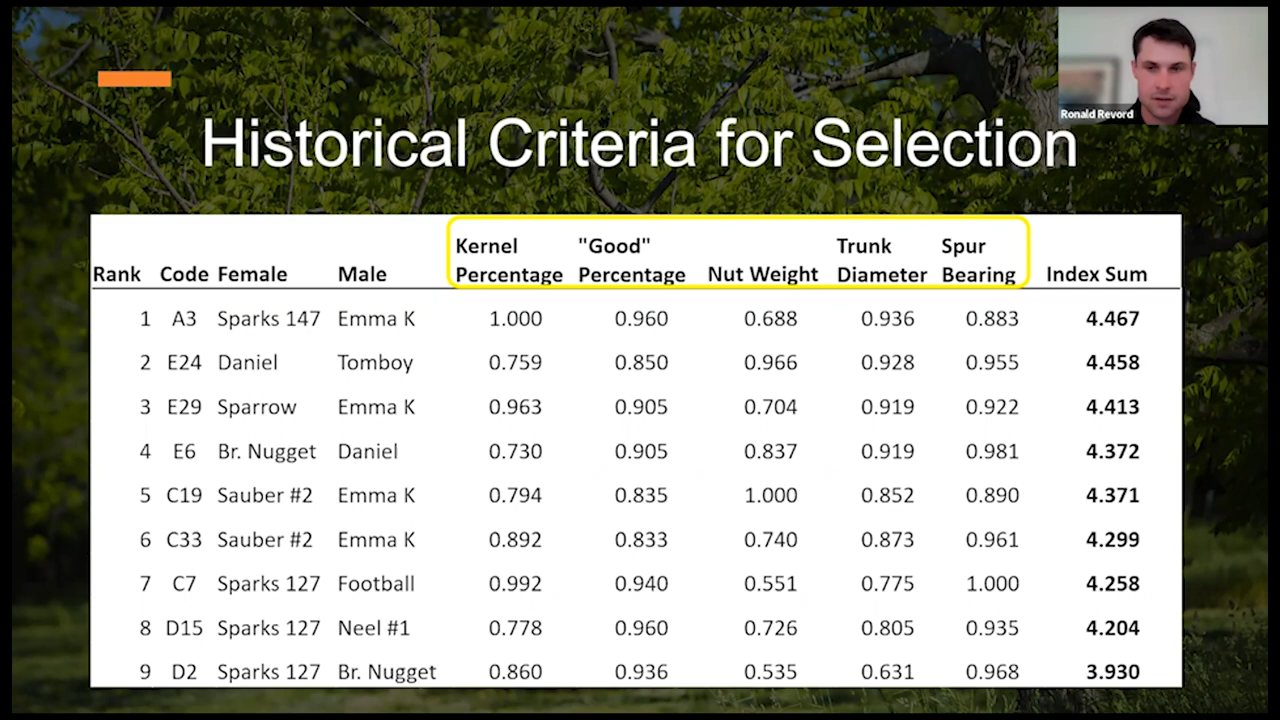 Ronald Revord
Historical Criteria for Selection
Rank Code Female Male Kernel Percentage "Good" Percentage Nut Weight Trunk Diameter Spur Bearing Index Sum
1 A3 Sparks 147 Emma K 1.000 0.960 0.688 0.936 0.883 4.467
2 E24 Daniel Tomboy 0.759 0.850 0.966 0.928 0.955 4.458
3 E29 Sparrow Emma K 0.963 0.905 0.704 0.919 0.922 4.413
4 E6 Br. Nugget Daniel 0.730 0.905 0.837 0.919 0.981 4.372
5 C19 Sauber #2 Emma K 0.794 0.835 1.000 0.852 0.890 4.371
6 C33 Sauber #2 Emma K 0.892 0.833 0.740 0.873 0.961 4.299
7 C7 Sparks 127 Football 0.992 0.940 0.551 0.775 1.000 4.258
8 D15 Sparks 127 Neel #1 0.778 0.960 0.726 0.805 0.935 4.204
9 D2 Sparks 127 Br. Nugget 0.860 0.936 0.535 0.631 0.968 3.930